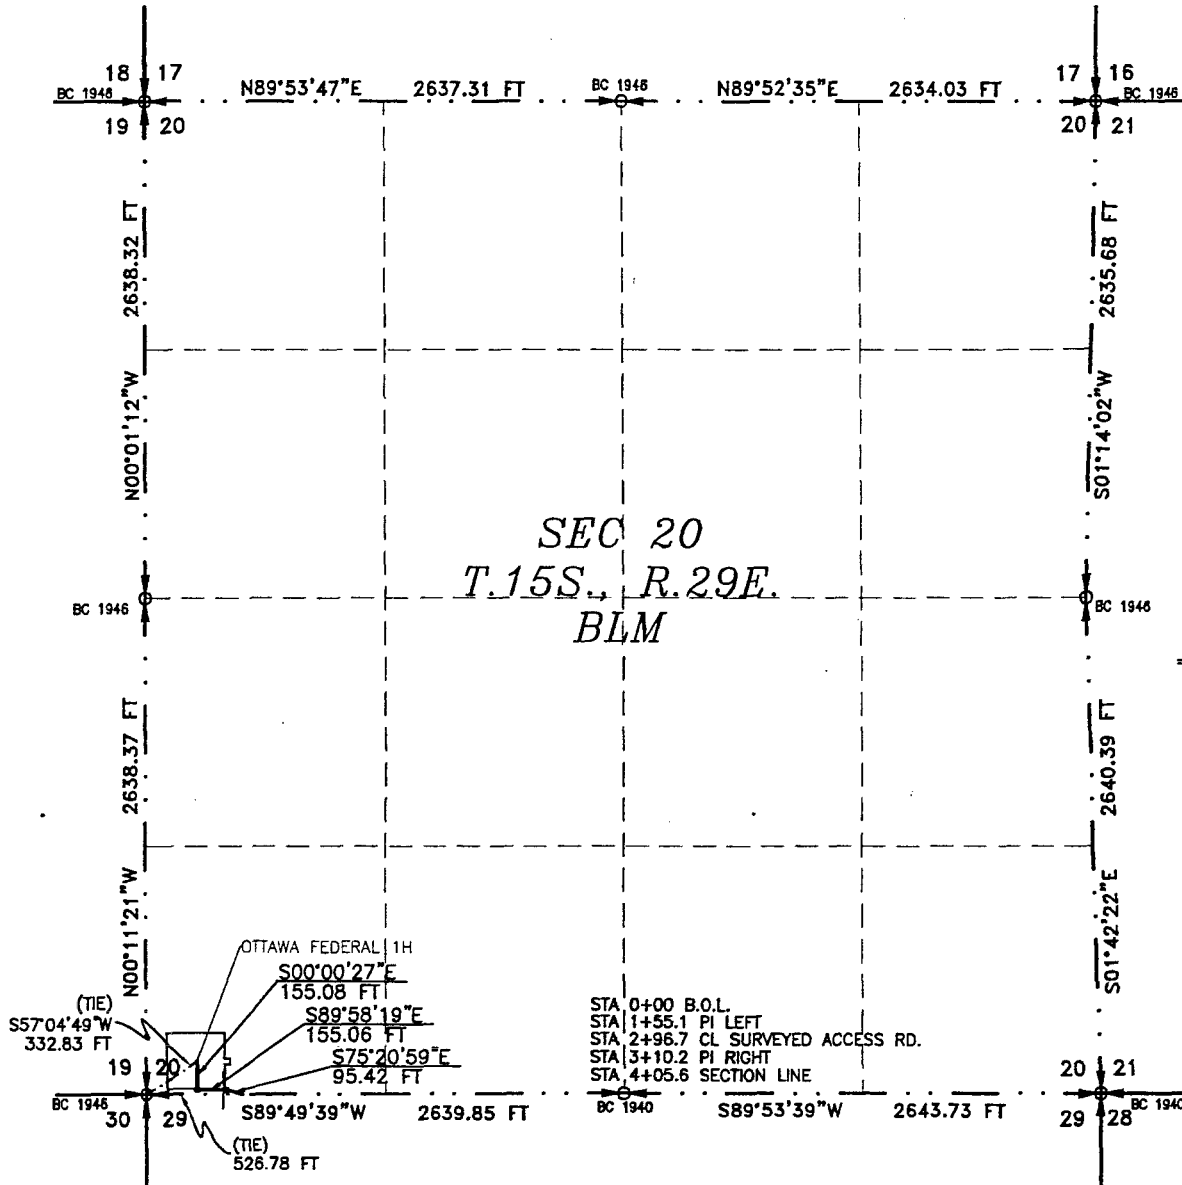 18 17
N89°53'47"E 2637.31 FT
BC 1946
N89°52'35"E 2634.03 FT
17 16
BC 1946
BC 1946
19 20
20 21
2638.32 FT
2635.68 FT
N00°01'12"W
S01°14'02"W
SEC 20
T.15S., R.29E.
BLM
BC 1946
BC 1946
2638.37 FT
2640.39 FT
N00°11'21"W
S01°42'22"E
OTTAWA FEDERAL 1H
S00°00'27"E
155.08 FT
(TIE)
S57°04'49"W
332.83 FT
S89°58'19"E
155.06 FT
S75°20'59"E
95.42 FT
STA 0+00 B.O.L.
STA 1+55.1 PI LEFT
STA 2+96.7 CL SURVEYED ACCESS RD.
STA 3+10.2 PI RIGHT
STA 4+05.6 SECTION LINE
19 20
20 21
BC 1946
S89°49'39"W 2639.85 FT
BC 1940
S89°53'39"W 2643.73 FT
BC 1940
30 29
29 28
(TIE)
526.78 FT